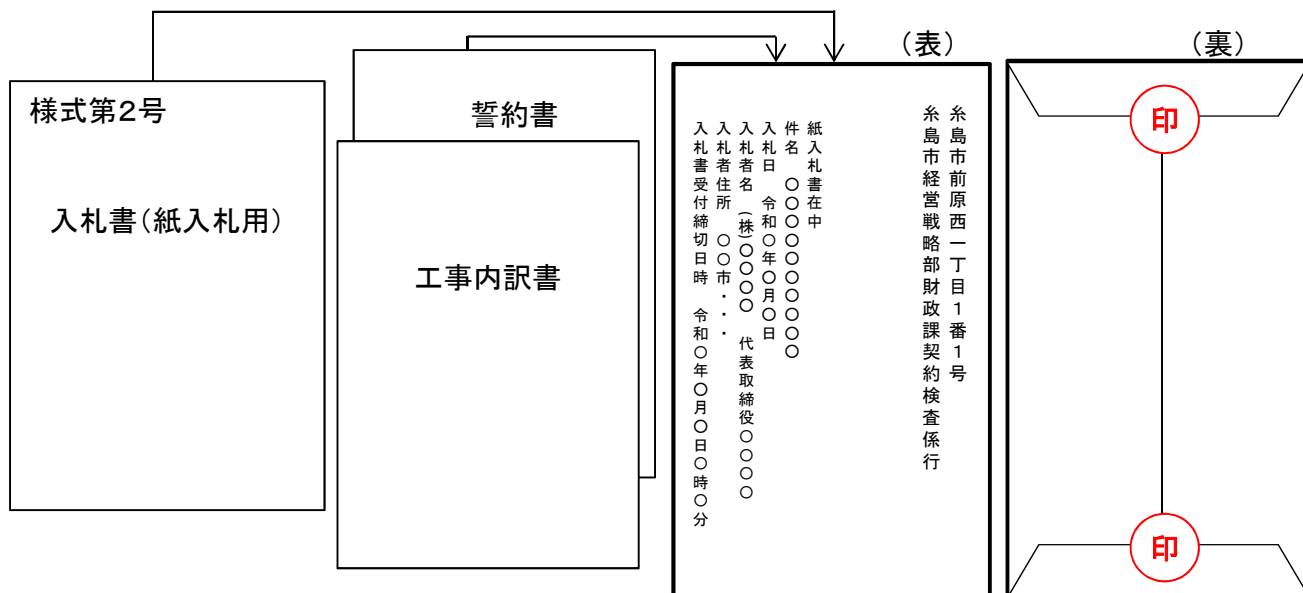 様式第2号
入札書(紙入札用)
誓約書
工事内訳書
(表)
糸島市前原西一丁目1番1号
糸島市経営戦略部財政課契約検査係行
紙入札書在中
件名 〇〇〇〇〇〇〇〇〇〇
入札日 令和〇年〇月〇日
入札者名 (株)〇〇〇〇 代表取締役〇〇〇〇
入札者住所 〇〇市・・・
入札書受付締切日時 令和〇年〇月〇日〇時〇分
(裏)
印
印